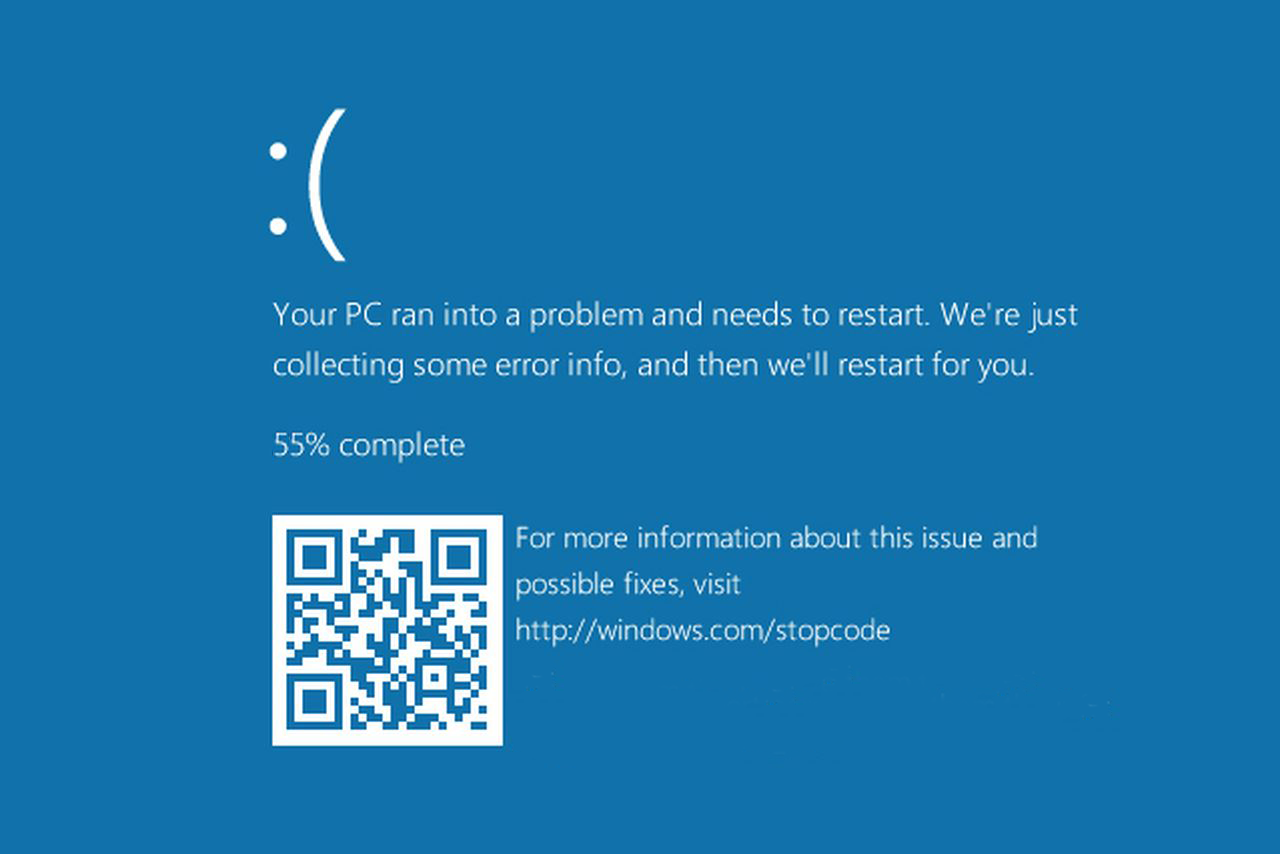 :(
Your PC ran into a problem and needs to restart. We're just
collecting some error info, and then we'll restart for you.
55% complete
For more information about this issue and
possible fixes, visit
http://windows.com/stopcode